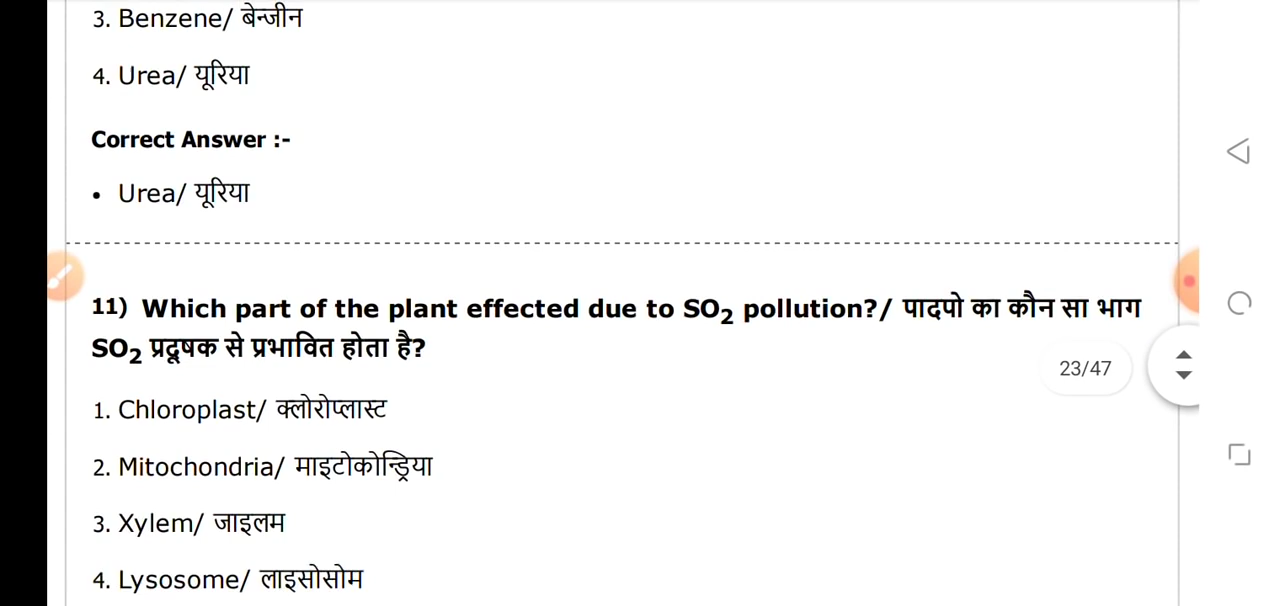 3. Benzene/ बेन्जीन
4. Urea/ यूरिया
Correct Answer :-
• Urea/ यूरिया
11) Which part of the plant effected due to SO2 pollution?/ पादपो का कौन सा भाग
SO2 प्रदूषक से प्रभावित होता है?
23/47
1. Chloroplast/ क्लोरोप्लास्ट
2. Mitochondria/ माइटोकोन्ड्रिया
3. Xylem/ जाइलम
4. Lysosome/ लाइसोसोम